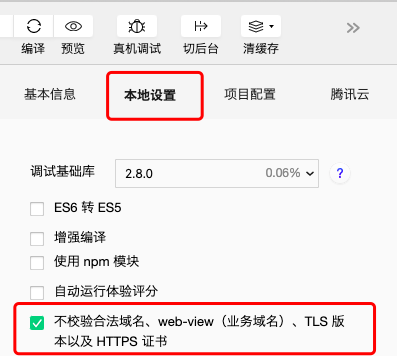 编译 预览 真机调试 切后台 清缓存
基本信息 本地设置 项目配置 腾讯云
调试基础库 2.8.0 0.06% ?
ES6 转 ES5
增强编译
使用 npm 模块
自动运行体验评分
不校验合法域名、web-view（业务域名）、TLS 版
本以及 HTTPS 证书